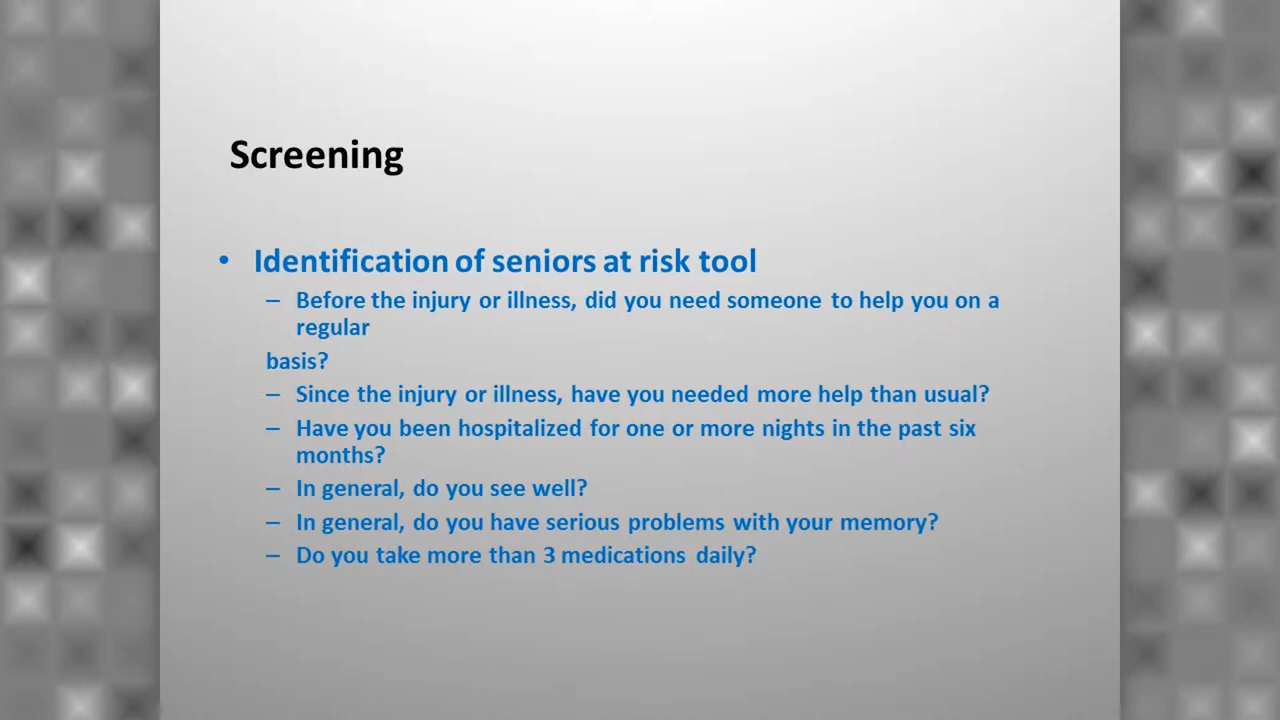 Screening
• Identification of seniors at risk tool
– Before the injury or illness, did you need someone to help you on a
regular
basis?
– Since the injury or illness, have you needed more help than usual?
– Have you been hospitalized for one or more nights in the past six
months?
– In general, do you see well?
– In general, do you have serious problems with your memory?
– Do you take more than 3 medications daily?